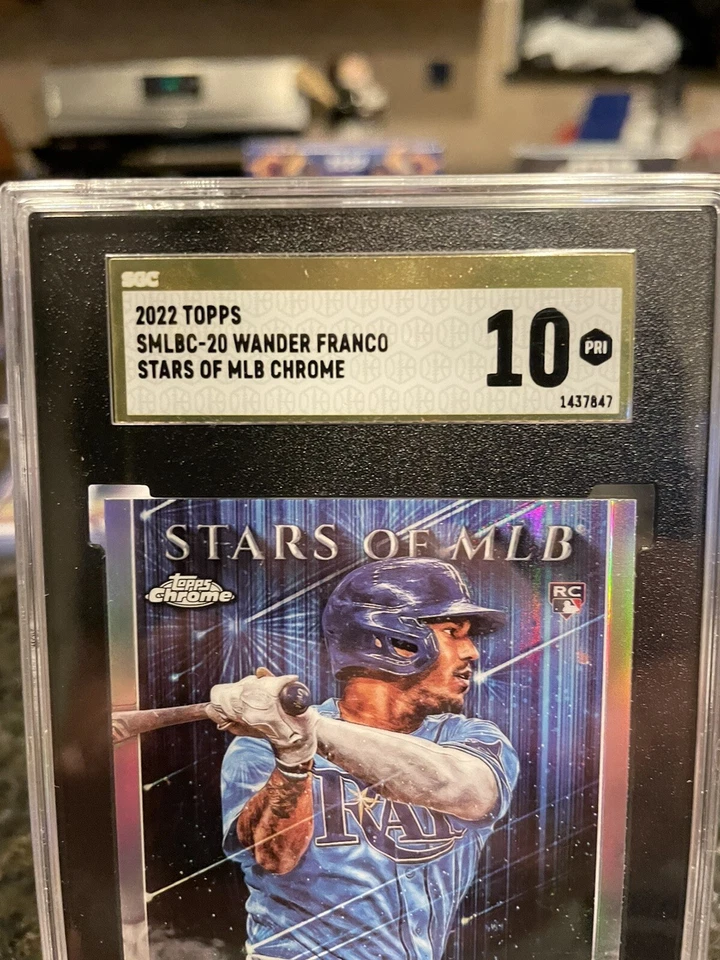 SGC
2022 TOPPS
SMLBC-20 WANDER FRANCO
STARS OF MLB CHROME
10 PRI
1437847
STARS OF MLB
topps
Chrome
RC
RAY